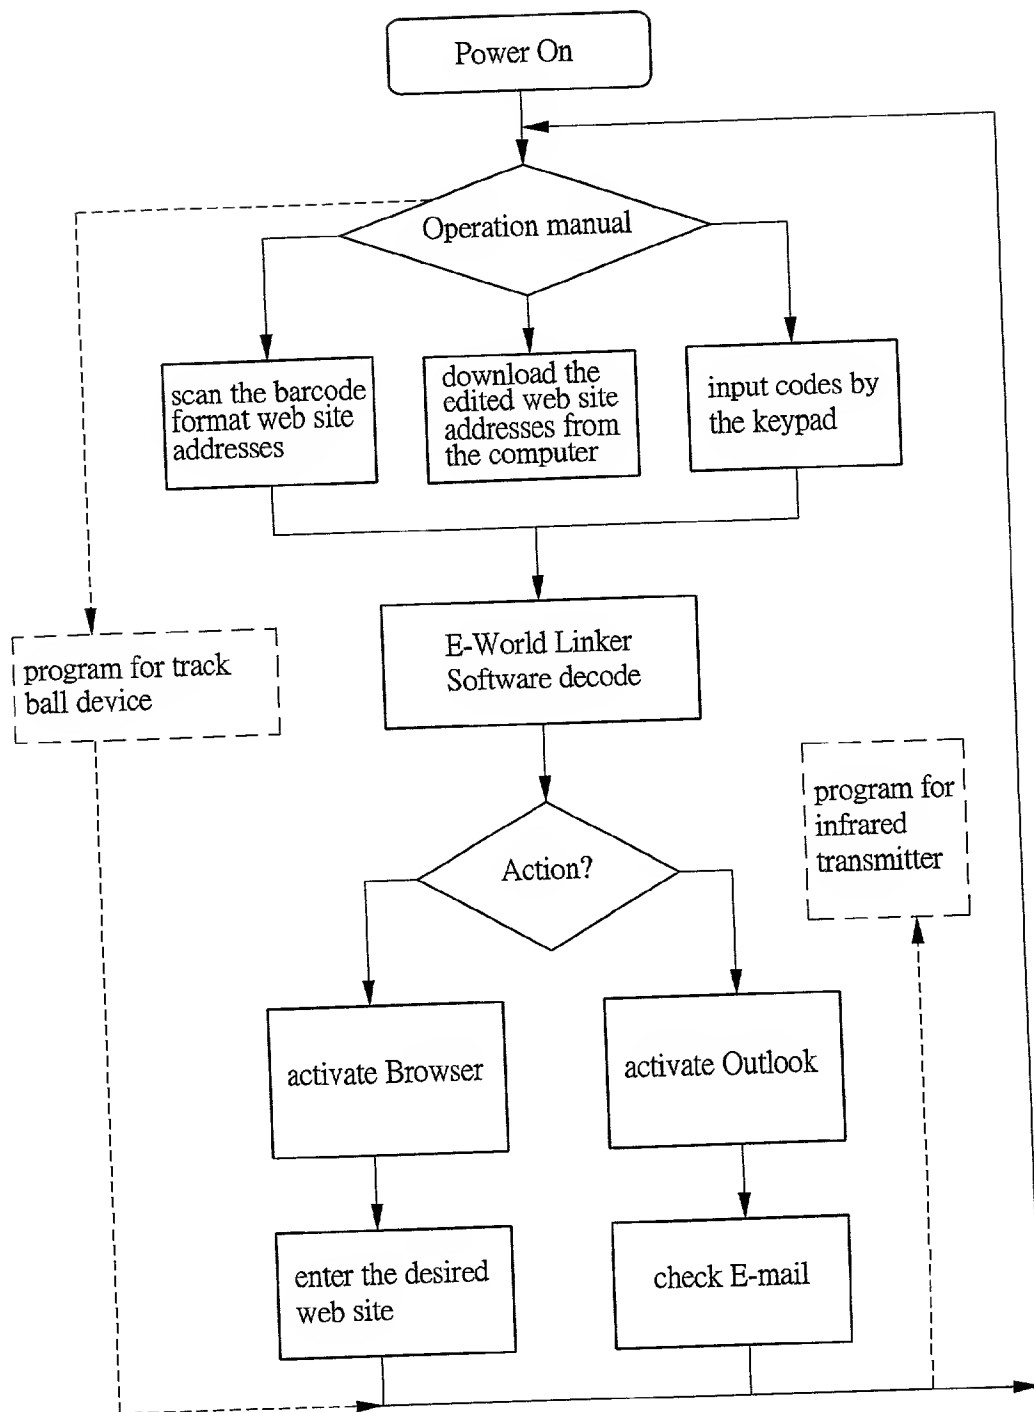 Power On
Operation manual
scan the barcode
format web site
addresses
download the
edited web site
addresses from
the computer
input codes by
the keypad
E-World Linker
Software decode
program for track
ball device
program for
infrared
transmitter
Action?
activate Browser
activate Outlook
enter the desired
web site
check E-mail